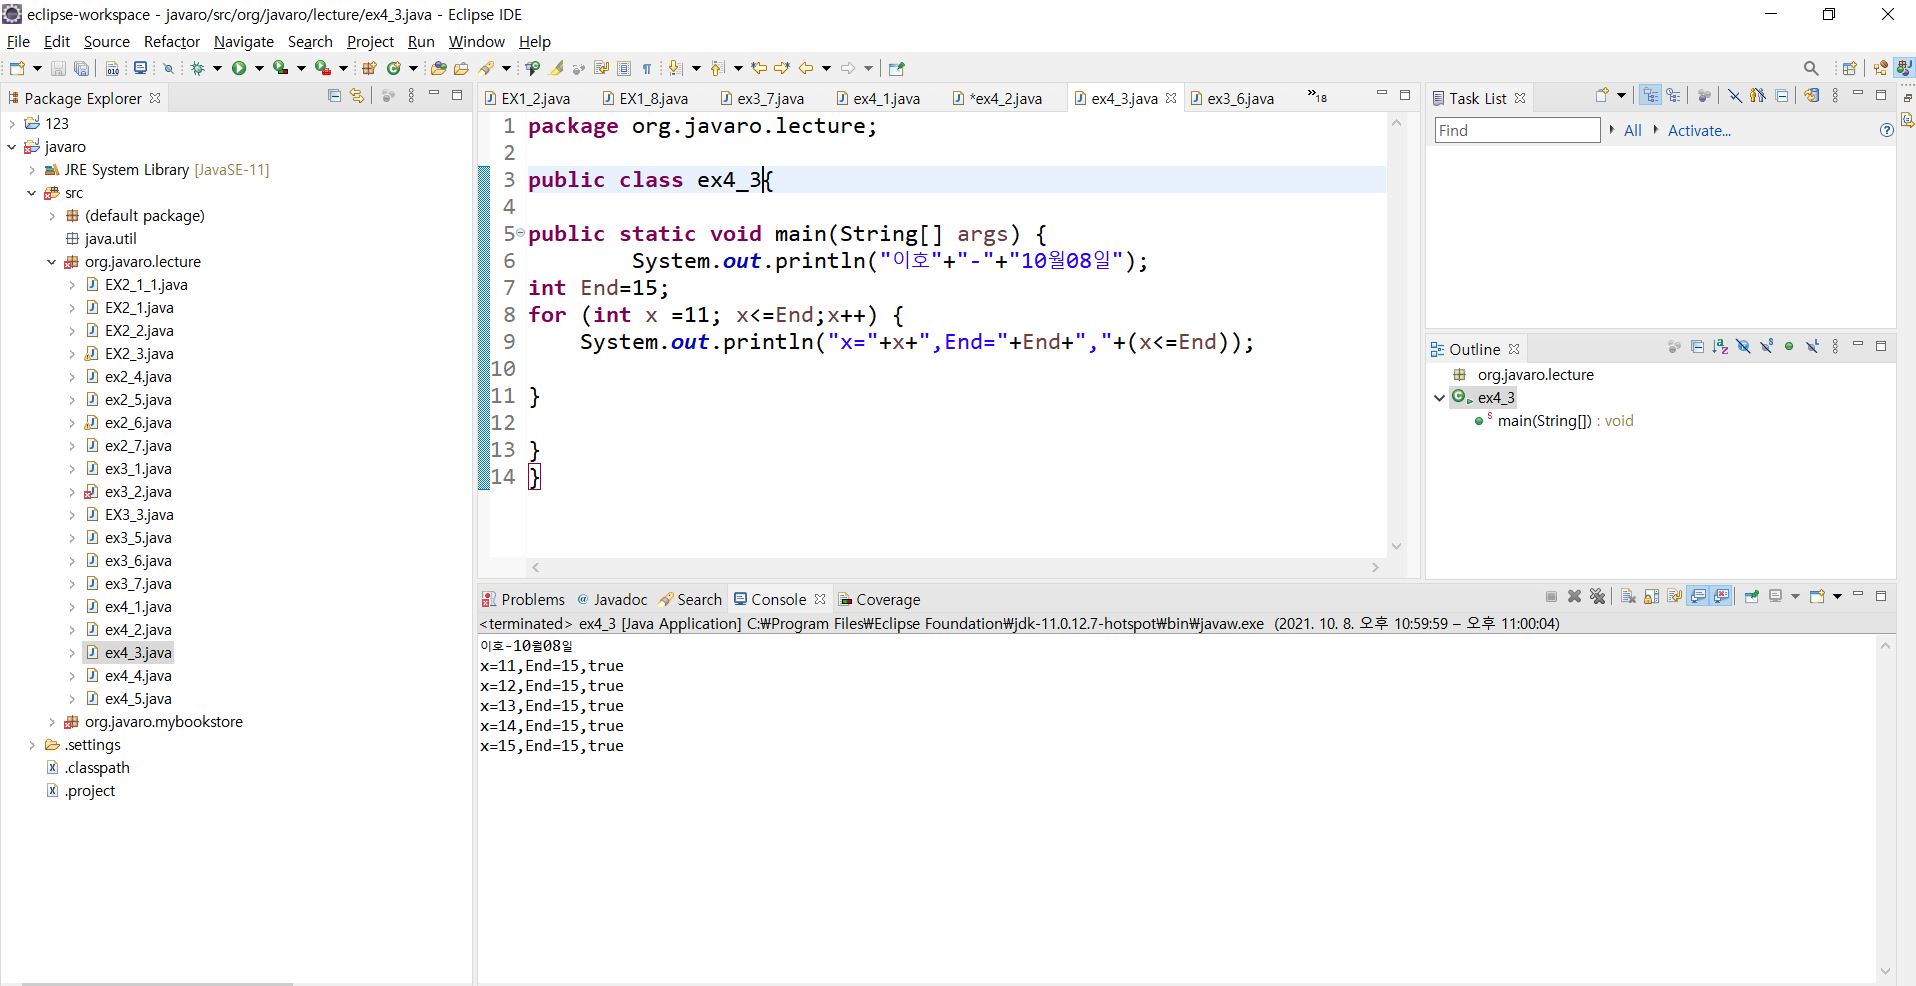 eclipse-workspace - javaro/src/org/javaro/lecture/ex4_3.java - Eclipse IDE
File Edit Source Refactor Navigate Search Project Run Window Help
Package Explorer
123
javaro
JRE System Library [JavaSE-11]
src
(default package)
java.util
org.javaro.lecture
EX2_1_1.java
EX2_1.java
EX2_2.java
EX2_3.java
ex2_4.java
ex2_5.java
ex2_6.java
ex2_7.java
ex3_1.java
ex3_2.java
EX3_3.java
ex3_5.java
ex3_6.java
ex3_7.java
ex4_1.java
ex4_2.java
ex4_3.java
ex4_4.java
ex4_5.java
org.javaro.mybookstore
.settings
.classpath
.project
EX1_2.java EX1_8.java ex3_7.java ex4_1.java *ex4_2.java ex4_3.java ex3_6.java »18
1 package org.javaro.lecture;
2
3 public class ex4_3{
4
5 public static void main(String[] args) {
6 System.out.println("이호"+"-"+"10월08일");
7 int End=15;
8 for (int x =11; x<=End;x++) {
9 System.out.println("x="+x+",End="+End+","+(x<=End));
10
11 }
12
13 }
14 }
Task List
Find All Activate...
Outline
org.javaro.lecture
ex4_3
main(String[]) : void
Problems @ Javadoc Search Console Coverage
<terminated> ex4_3 [Java Application] C:₩Program Files₩Eclipse Foundation₩jdk-11.0.12.7-hotspot₩bin₩javaw.exe (2021. 10. 8. 오후 10:59:59 – 오후 11:00:04)
이호-10월08일
x=11,End=15,true
x=12,End=15,true
x=13,End=15,true
x=14,End=15,true
x=15,End=15,true